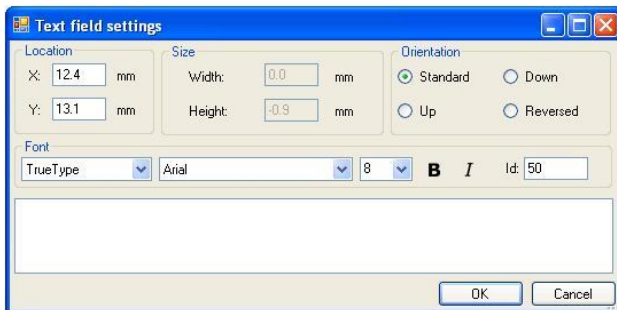 Text field settings
Location
X: 12.4 mm
Y: 13.1 mm
Size
Width: 0.0 mm
Height: -0.9 mm
Orientation
Standard Down
Up Reversed
Font
TrueType Arial 8 B I Id: 50
OK Cancel